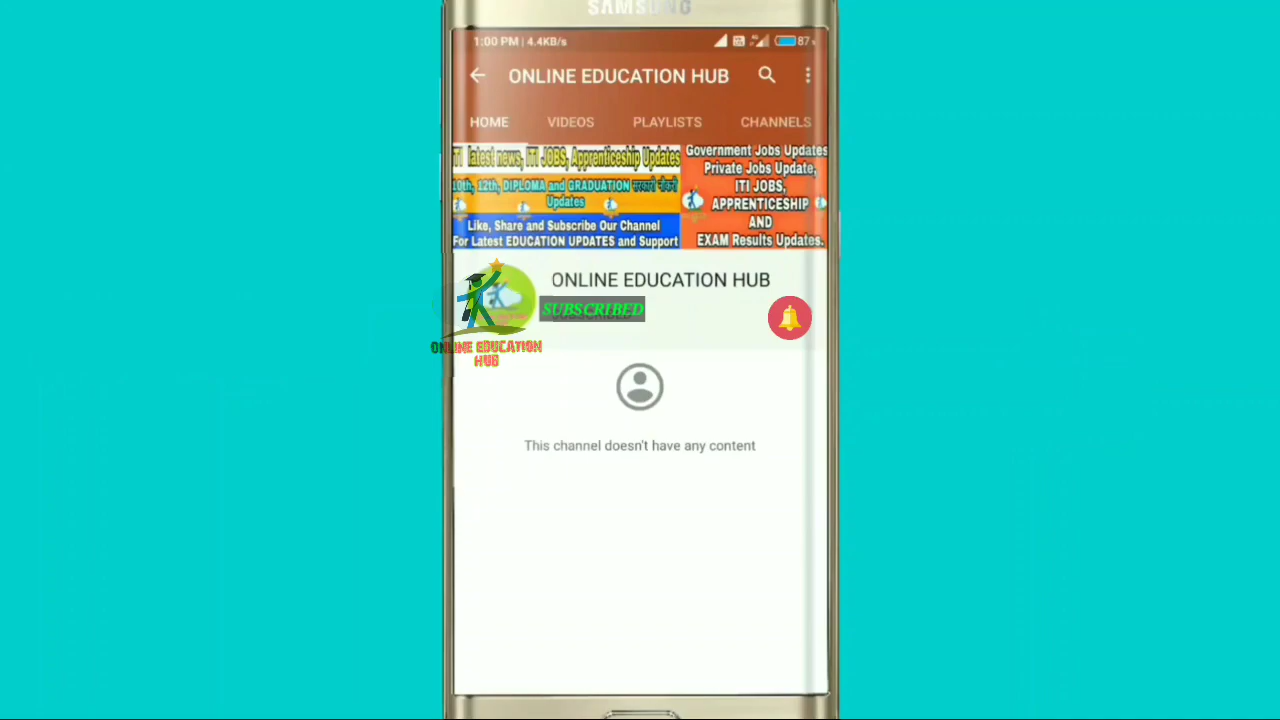 SAMSUNG
1:00 PM | 4.4KB/s
87
ONLINE EDUCATION HUB
HOME VIDEOS PLAYLISTS CHANNELS
ITI latest news, ITI JOBS, Apprenticeship Updates
10th, 12th, DIPLOMA and GRADUATION सरकारी नौकरी
Updates
Like, Share and Subscribe Our Channel
For Latest EDUCATION UPDATES and Support
Government Jobs Updates
Private Jobs Update,
ITI JOBS,
APPRENTICESHIP
AND
EXAM Results Updates.
ONLINE EDUCATION HUB
SUBSCRIBED
ONLINE EDUCATION
HUB
This channel doesn't have any content